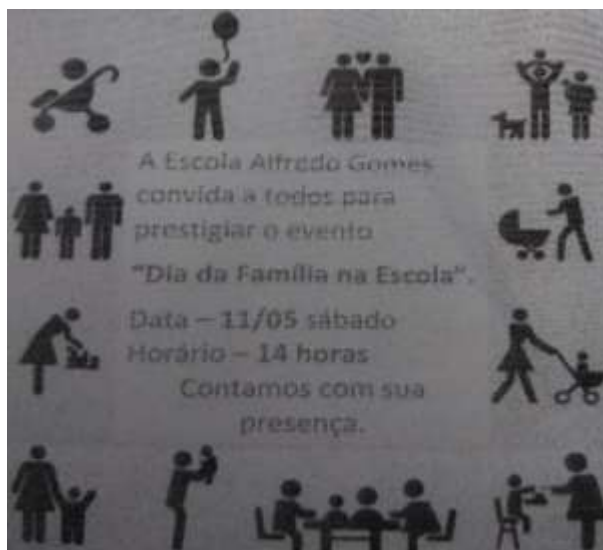 A Escola Alfredo Gomes
convida a todos para
prestigiar o evento
"Dia da Família na Escola".
Data – 11/05 sábado
Horário – 14 horas
Contamos com sua
presença.